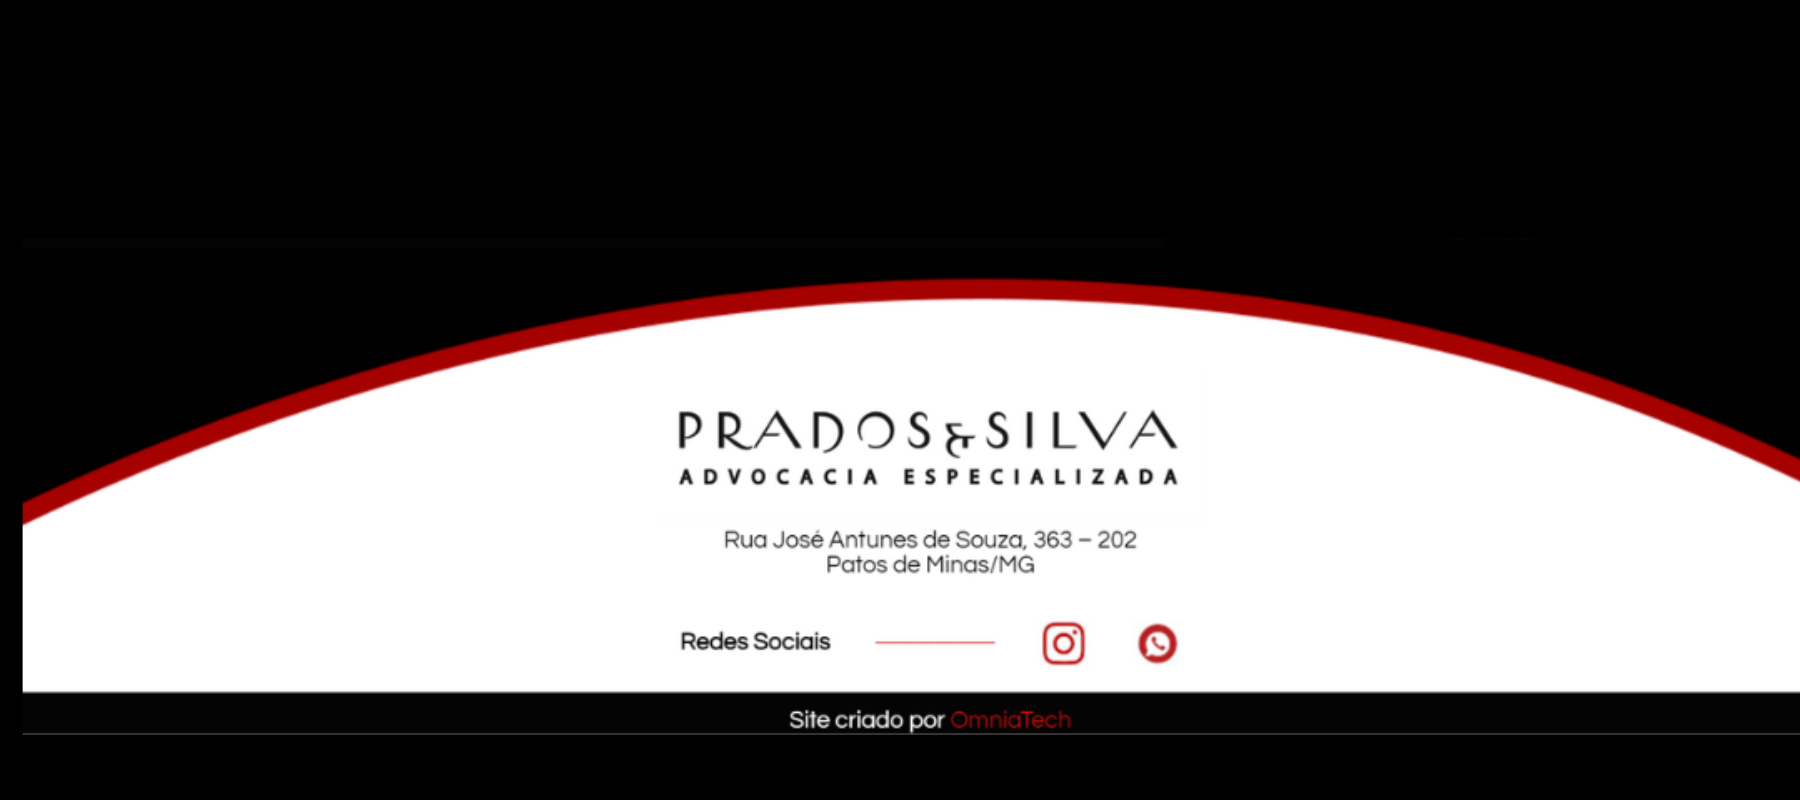 PRADOS & SILVA
ADVOCACIA ESPECIALIZADA
Rua José Antunes de Souza, 363 – 202
Patos de Minas/MG
Redes Sociais
Site criado por OmniaTech